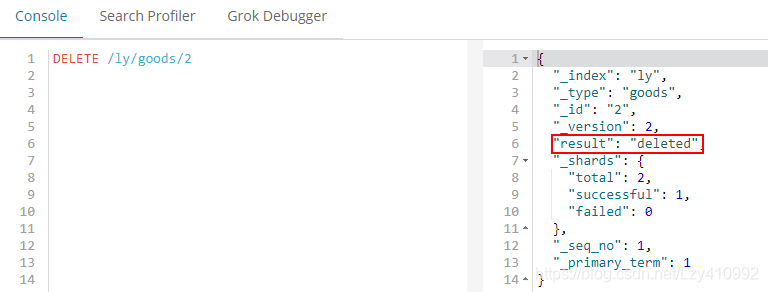 Console Search Profiler Grok Debugger
1 DELETE /ly/goods/2
2
3
4
5
6
7
8
9
10
11
12
13
14
1 {
2 "_index": "ly",
3 "_type": "goods",
4 "_id": "2",
5 "_version": 2,
6 "result": "deleted",
7 "_shards": {
8 "total": 2,
9 "successful": 1,
10 "failed": 0
11 },
12 "_seq_no": 1,
13 "_primary_term": 1
14 }
https://blog.csdn.net/Lzy410992